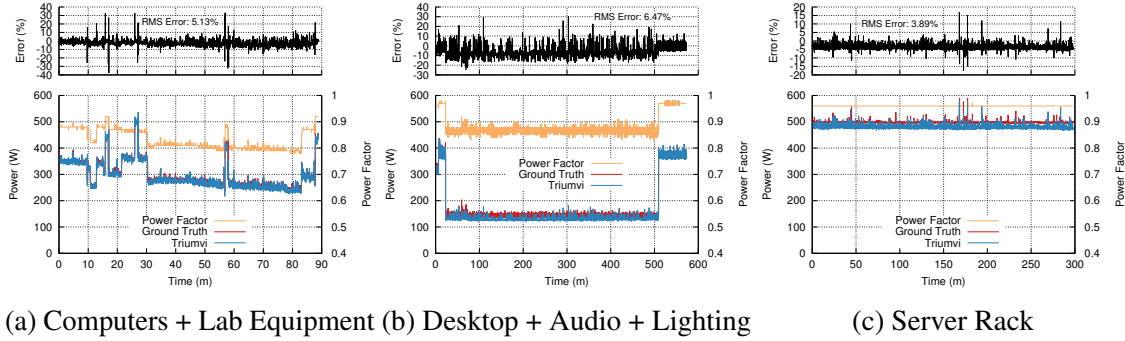 40
30
20
10
0
-10
-20
-30
-40
Error (%)
RMS Error: 5.13%
600
500
400
300
200
100
0
Power (W)
1
0.9
0.8
0.7
0.6
0.5
0.4
Power Factor
Power Factor
Ground Truth
Triumvi
0 10 20 30 40 50 60 70 80 90
Time (m)
(a) Computers + Lab Equipment
40
30
20
10
0
-10
-20
-30
Error (%)
RMS Error: 6.47%
600
500
400
300
200
100
0
Power (W)
1
0.9
0.8
0.7
0.6
0.5
0.4
Power Factor
Power Factor
Ground Truth
Triumvi
0 100 200 300 400 500 600
Time (m)
(b) Desktop + Audio + Lighting
20
15
10
5
0
-5
-10
-15
20
Error (%)
RMS Error: 3.89%
600
500
400
300
200
100
0
Power (W)
1
0.9
0.8
0.7
0.6
0.5
0.4
Power Factor
Power Factor
Ground Truth
Triumvi
0 50 100 150 200 250 300
Time (m)
(c) Server Rack